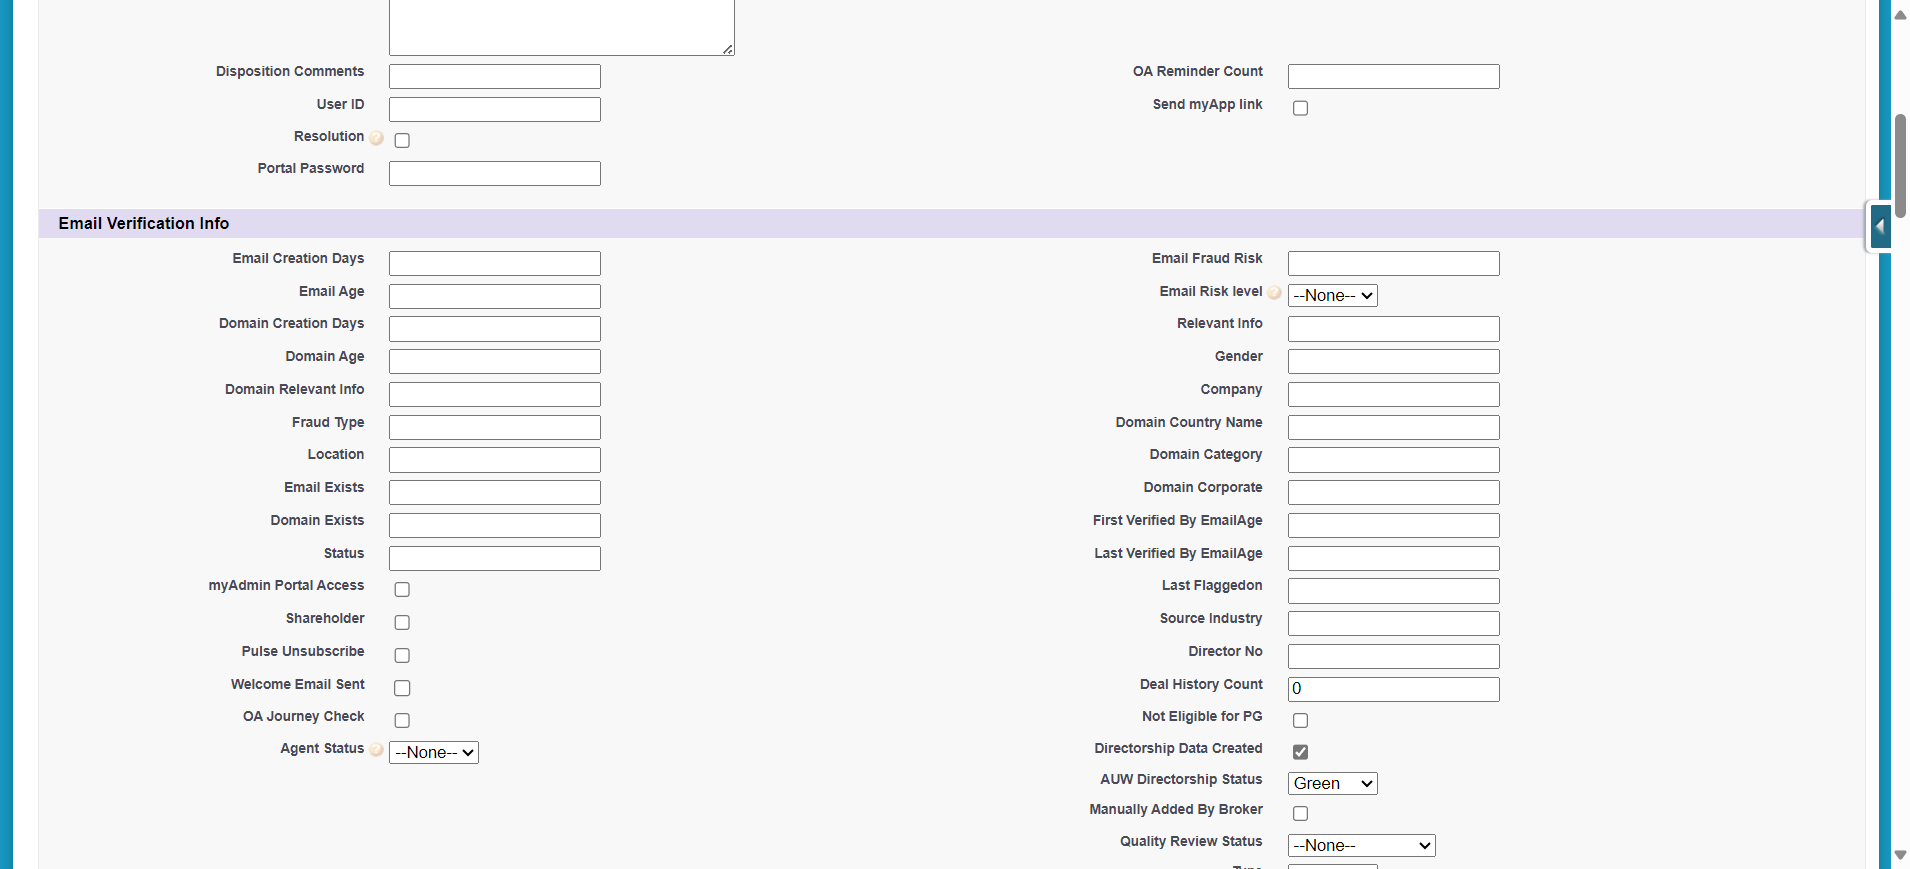 Disposition Comments
OA Reminder Count
User ID
Send myApp link
Resolution ?
Portal Password
Email Verification Info
Email Creation Days
Email Fraud Risk
Email Age
Email Risk level ? --None--
Domain Creation Days
Relevant Info
Domain Age
Gender
Domain Relevant Info
Company
Fraud Type
Domain Country Name
Location
Domain Category
Email Exists
Domain Corporate
Domain Exists
First Verified By EmailAge
Status
Last Verified By EmailAge
myAdmin Portal Access
Last Flaggedon
Shareholder
Source Industry
Pulse Unsubscribe
Director No
Welcome Email Sent
Deal History Count 0
OA Journey Check
Not Eligible for PG
Agent Status ? --None--
Directorship Data Created
AUW Directorship Status Green
Manually Added By Broker
Quality Review Status --None--